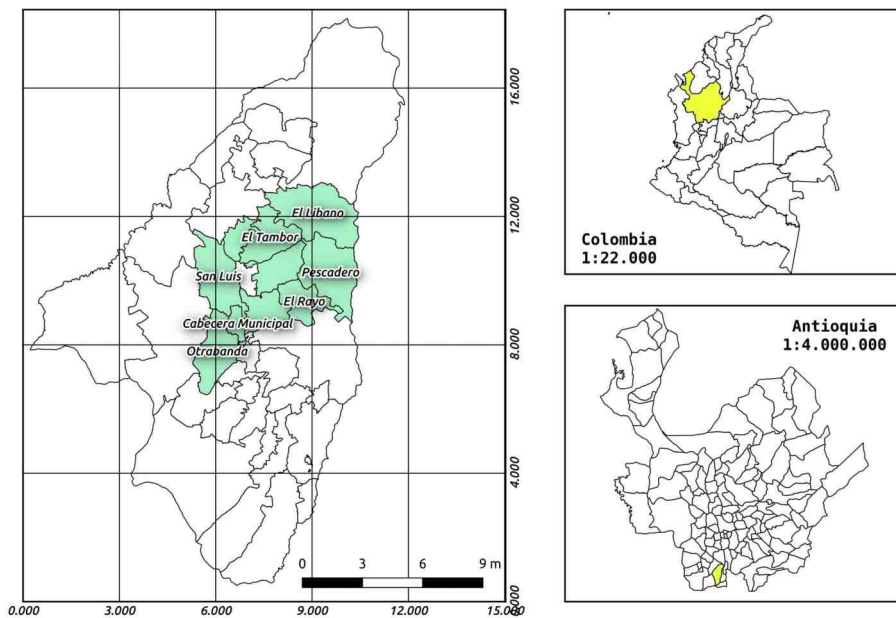 16.000
12.000
8.000
4.000
0.000
El Líbano
El Tambor
San Luis
Pescadero
El Rayo
Cabecera Municipal
Otrabanda
0 3 6 9 m
0.000 3.000 6.000 9.000 12.000 15.000
Colombia
1:22.000
Antioquia
1:4.000.000